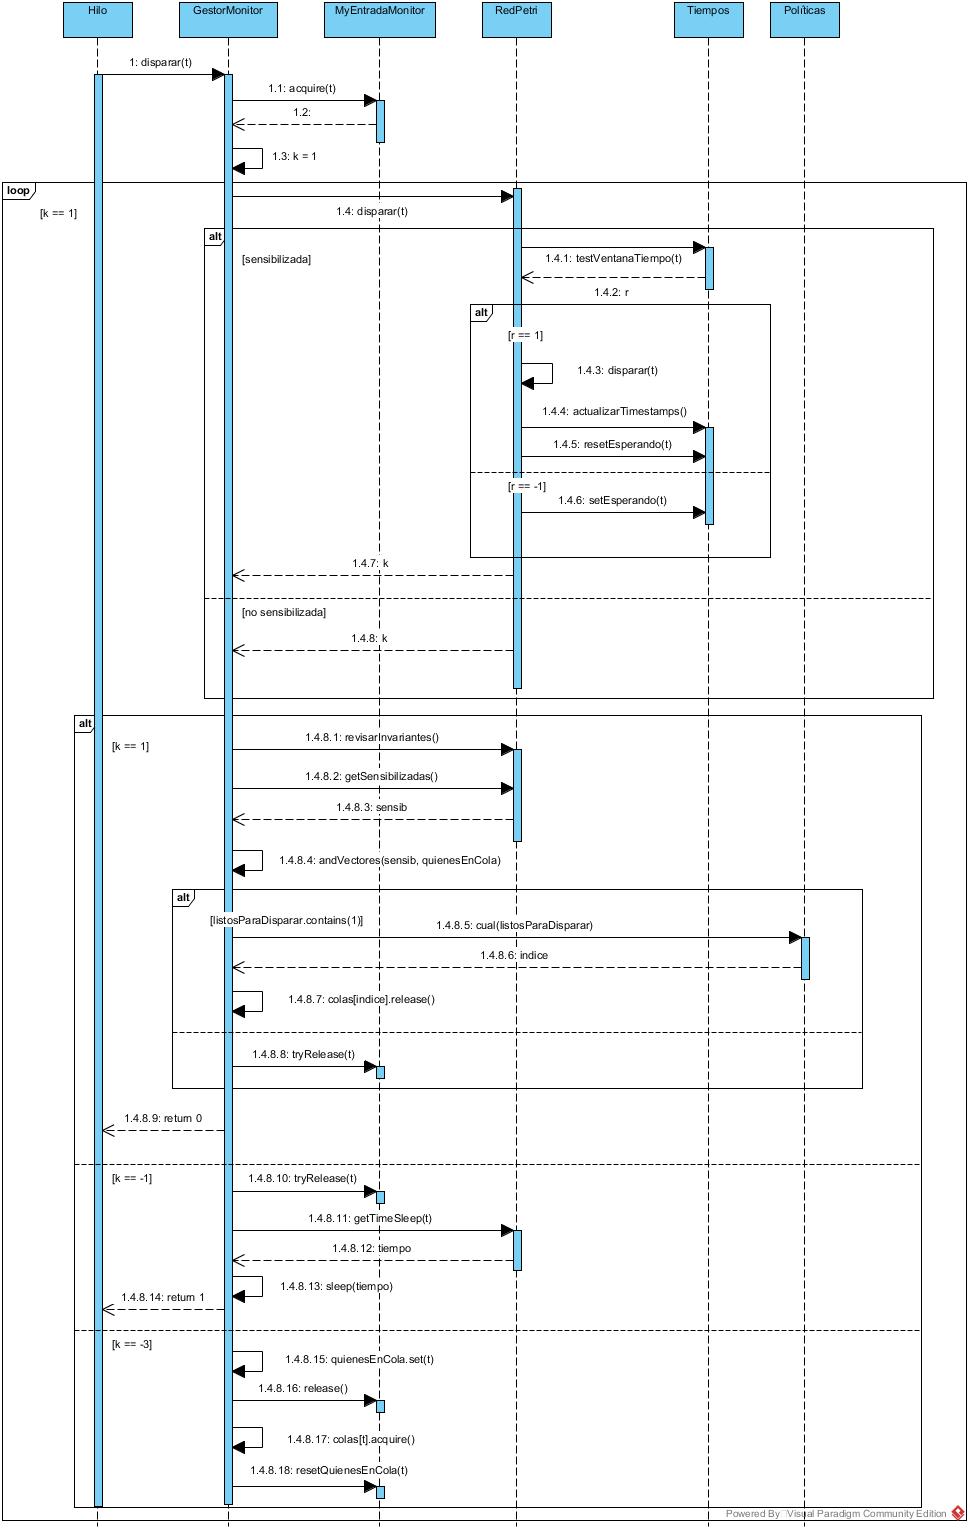 Hilo
GestorMonitor
MyEntradaMonitor
RedPetri
Tiempos
Políticas
1: disparar(t)
1.1: acquire(t)
1.2:
1.3: k = 1
loop
[k == 1]
1.4: disparar(t)
alt
[sensibilizada]
1.4.1: testVentanaTiempo(t)
1.4.2: r
alt
[r == 1]
1.4.3: disparar(t)
1.4.4: actualizarTimestamps()
1.4.5: resetEsperando(t)
[r == -1]
1.4.6: setEsperando(t)
1.4.7: k
[no sensibilizada]
1.4.8: k
alt
[k == 1]
1.4.8.1: revisarInvariantes()
1.4.8.2: getSensibilizadas()
1.4.8.3: sensib
1.4.8.4: andVectores(sensib, quienesEnCola)
alt
[listosParaDisparar.contains(1)]
1.4.8.5: cual(listosParaDisparar)
1.4.8.6: indice
1.4.8.7: colas[indice].release()
1.4.8.8: tryRelease(t)
1.4.8.9: return 0
[k == -1]
1.4.8.10: tryRelease(t)
1.4.8.11: getTimeSleep(t)
1.4.8.12: tiempo
1.4.8.13: sleep(tiempo)
1.4.8.14: return 1
[k == -3]
1.4.8.15: quienesEnCola.set(t)
1.4.8.16: release()
1.4.8.17: colas[t].acquire()
1.4.8.18: resetQuienesEnCola(t)
Powered By Visual Paradigm Community Edition